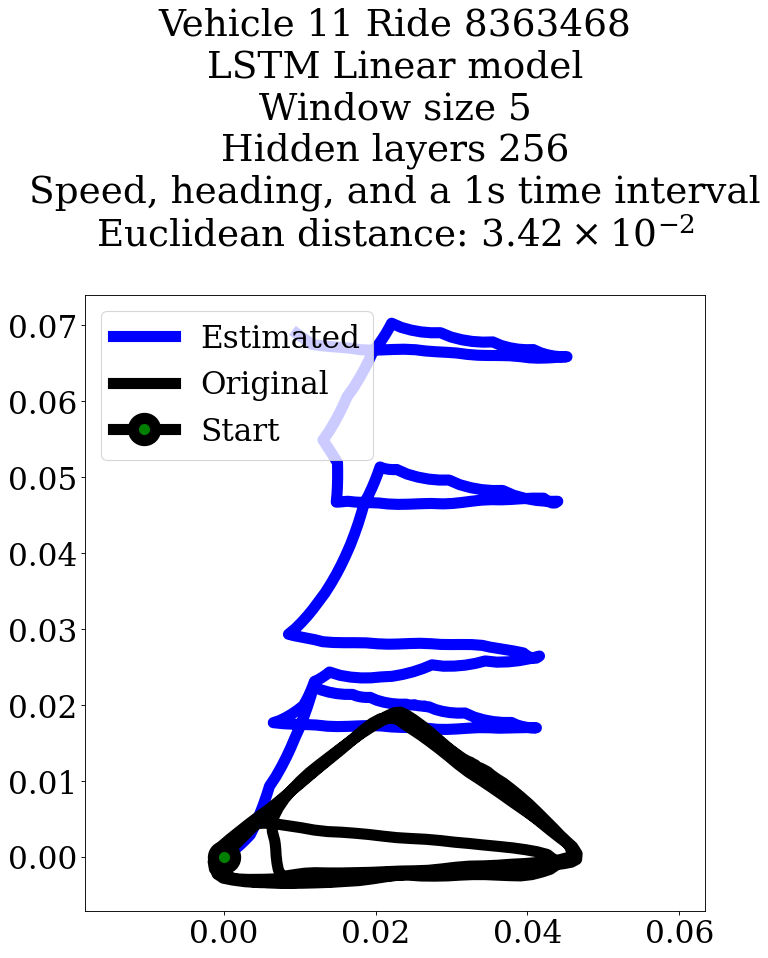 Vehicle 11 Ride 8363468
LSTM Linear model
Window size 5
Hidden layers 256
Speed, heading, and a 1s time interval
Euclidean distance: 3.42 × 10⁻²
Estimated
Original
Start
0.07
0.06
0.05
0.04
0.03
0.02
0.01
0.00
0.00 0.02 0.04 0.06